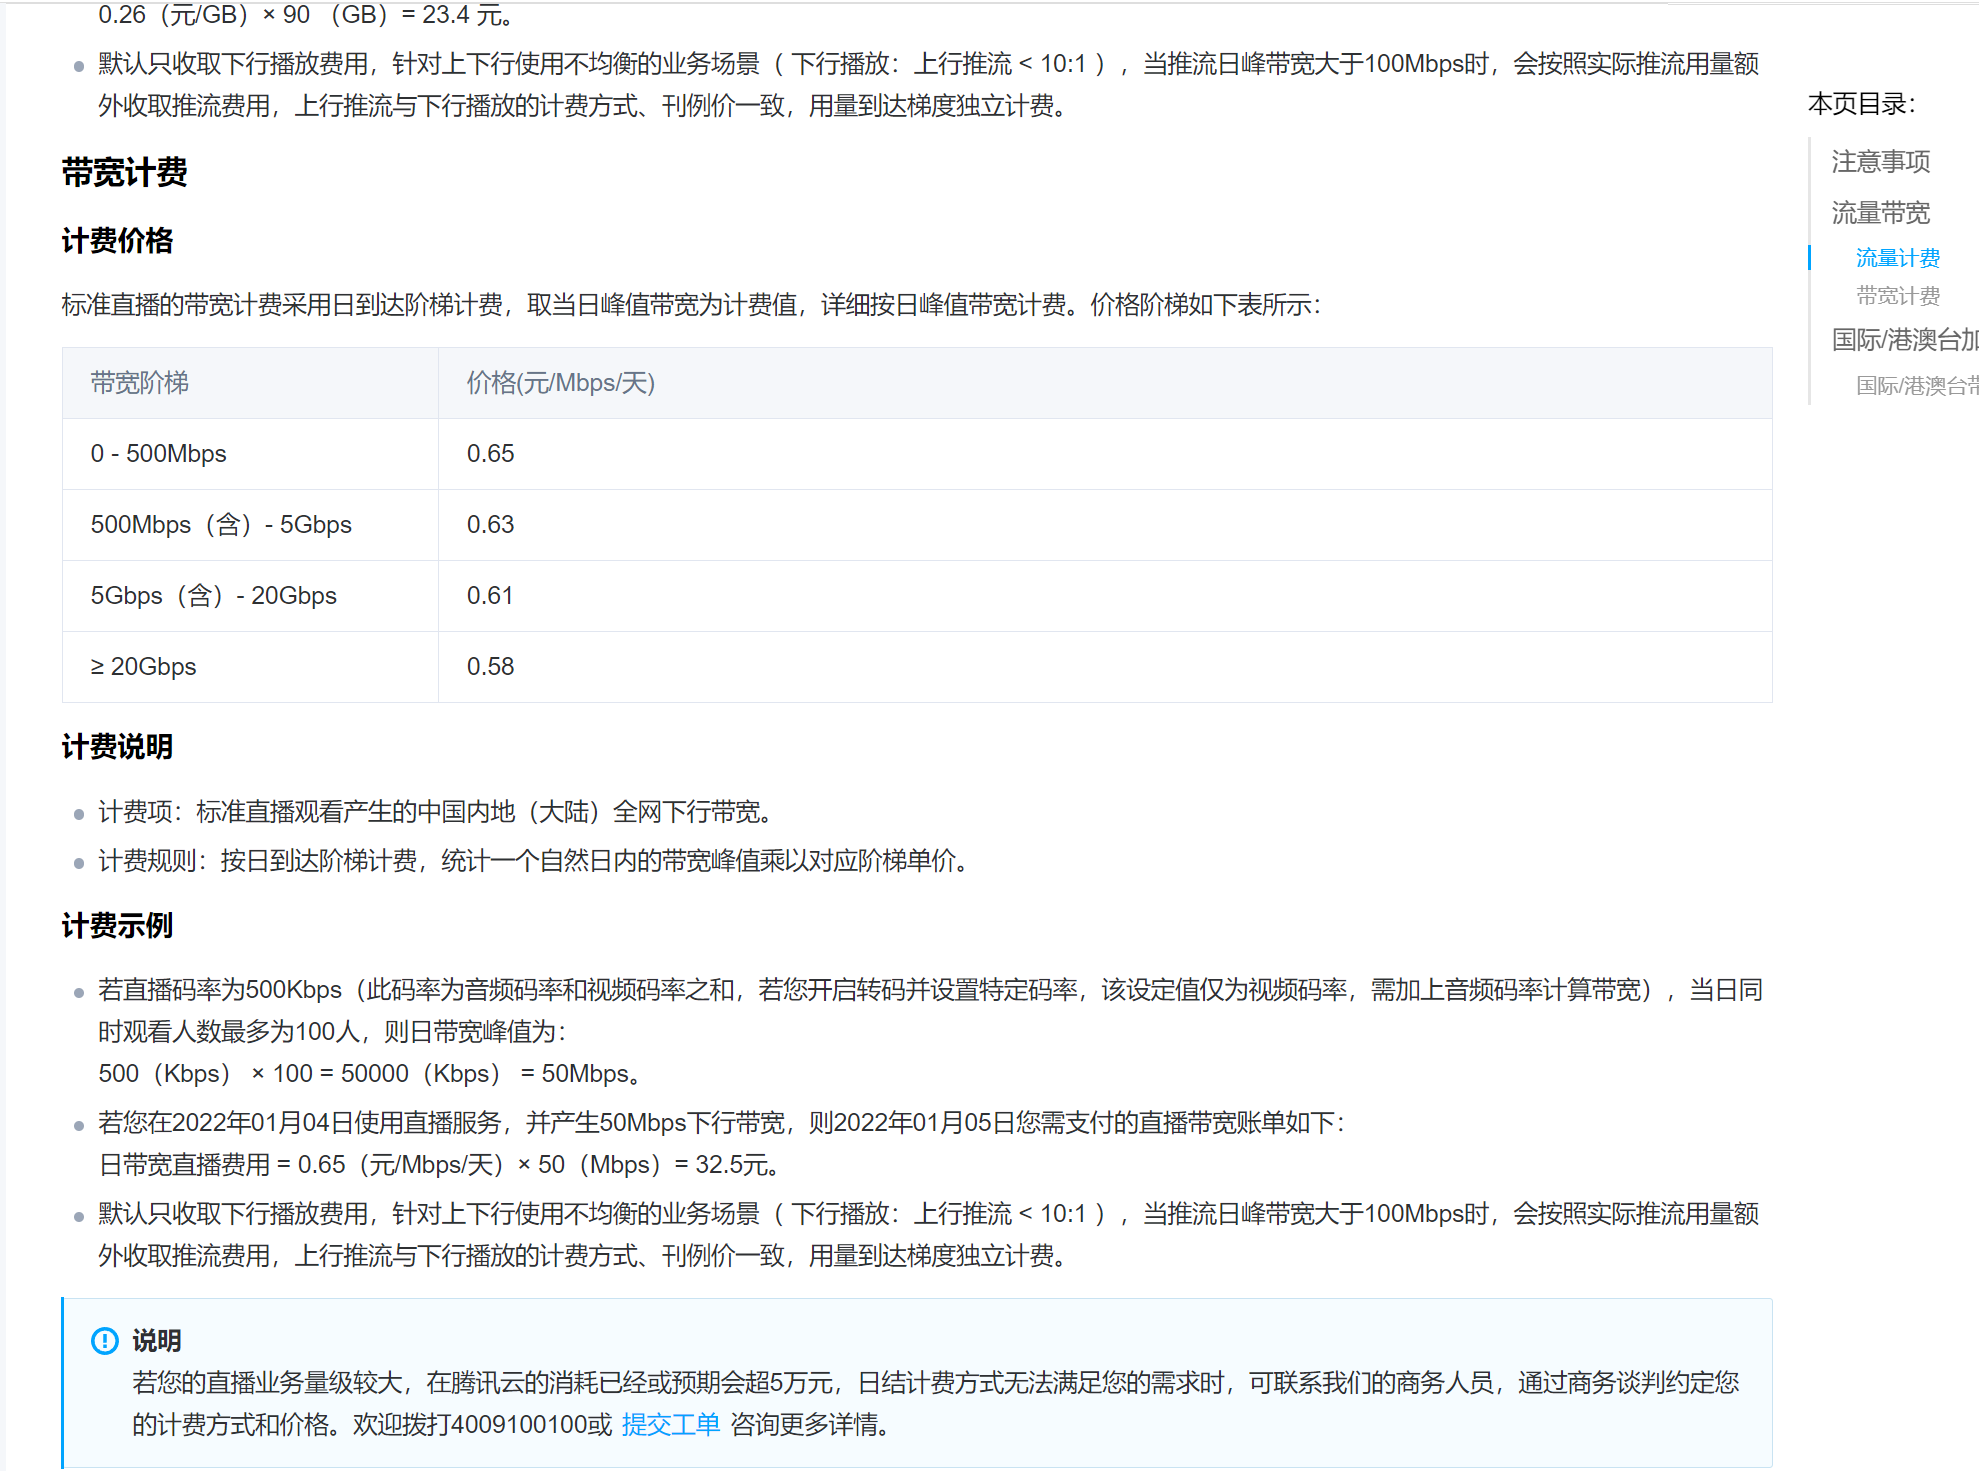 0.26（元/GB）× 90 （GB）= 23.4 元。
默认只收取下行播放费用，针对上下行使用不均衡的业务场景（ 下行播放：上行推流 < 10:1 ），当推流日峰带宽大于100Mbps时，会按照实际推流用量额
外收取推流费用，上行推流与下行播放的计费方式、刊例价一致，用量到达梯度独立计费。
带宽计费
计费价格
标准直播的带宽计费采用日到达阶梯计费，取当日峰值带宽为计费值，详细按日峰值带宽计费。价格阶梯如下表所示：
带宽阶梯 价格(元/Mbps/天)
0 - 500Mbps 0.65
500Mbps（含）- 5Gbps 0.63
5Gbps（含）- 20Gbps 0.61
≥ 20Gbps 0.58
计费说明
计费项：标准直播观看产生的中国内地（大陆）全网下行带宽。
计费规则：按日到达阶梯计费，统计一个自然日内的带宽峰值乘以对应阶梯单价。
计费示例
若直播码率为500Kbps（此码率为音频码率和视频码率之和，若您开启转码并设置特定码率，该设定值仅为视频码率，需加上音频码率计算带宽），当日同
时观看人数最多为100人，则日带宽峰值为：
500（Kbps） × 100 = 50000（Kbps） = 50Mbps。
若您在2022年01月04日使用直播服务，并产生50Mbps下行带宽，则2022年01月05日您需支付的直播带宽账单如下：
日带宽直播费用 = 0.65（元/Mbps/天）× 50（Mbps）= 32.5元。
默认只收取下行播放费用，针对上下行使用不均衡的业务场景（ 下行播放：上行推流 < 10:1 ），当推流日峰带宽大于100Mbps时，会按照实际推流用量额
外收取推流费用，上行推流与下行播放的计费方式、刊例价一致，用量到达梯度独立计费。
说明
若您的直播业务量级较大，在腾讯云的消耗已经或预期会超5万元，日结计费方式无法满足您的需求时，可联系我们的商务人员，通过商务谈判约定您
的计费方式和价格。欢迎拨打4009100100或 提交工单 咨询更多详情。
本页目录：
注意事项
流量带宽
流量计费
带宽计费
国际/港澳台加
国际/港澳台带